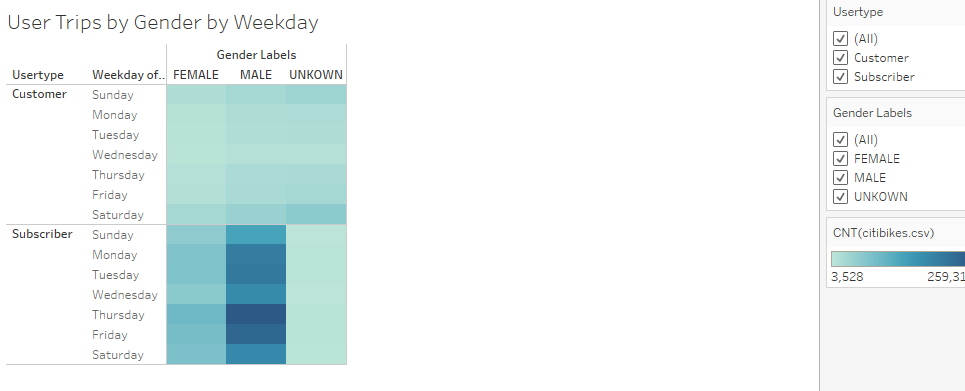 User Trips by Gender by Weekday
Gender Labels
Usertype Weekday of.. FEMALE MALE UNKOWN
Customer Sunday
Monday
Tuesday
Wednesday
Thursday
Friday
Saturday
Subscriber Sunday
Monday
Tuesday
Wednesday
Thursday
Friday
Saturday
Usertype
(All)
Customer
Subscriber
Gender Labels
(All)
FEMALE
MALE
UNKOWN
CNT(citibikes.csv)
3,528 259,31